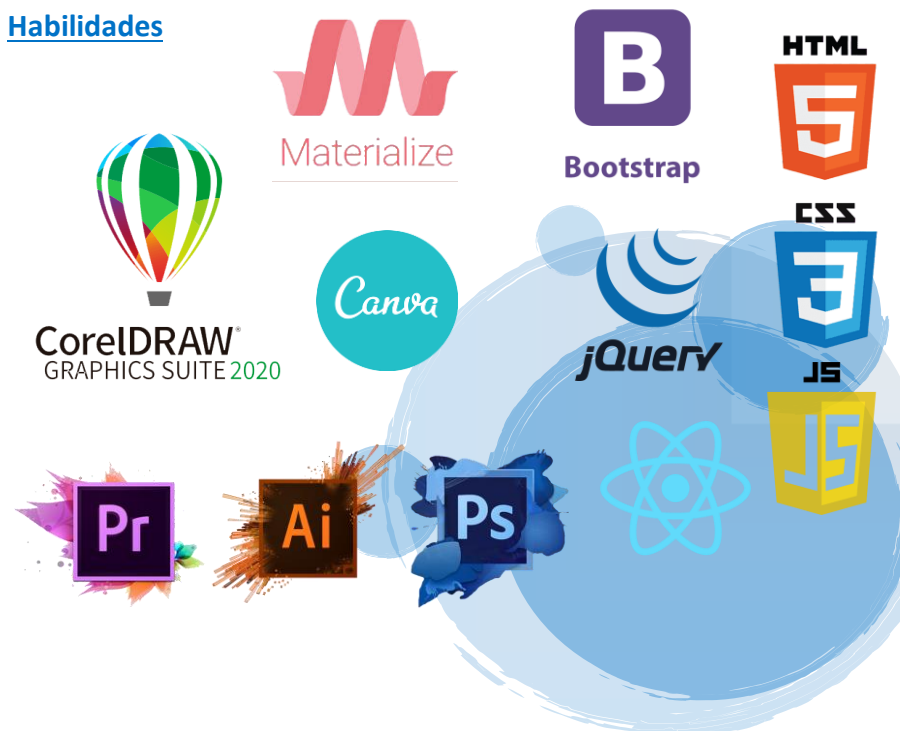 Habilidades
Materialize
B
Bootstrap
HTML
5
CorelDRAW®
GRAPHICS SUITE 2020
Canva
jQuery
CSS
3
JS
JS
Pr
Ai
Ps